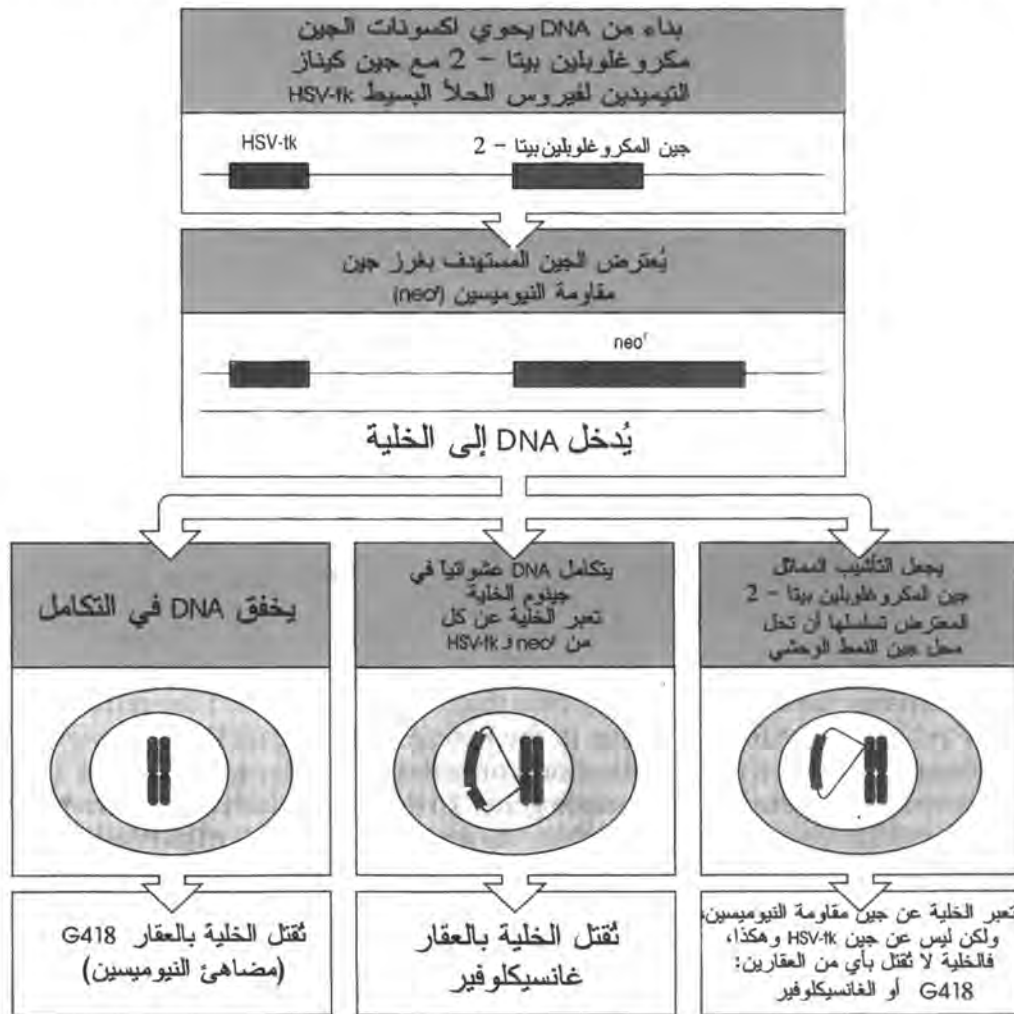 بناء من DNA يحوي اكسونات الجين
مكروغلوبلين بيتا – 2 مع جين كيناز
التيميدين لفيروس الحلأ البسيط HSV-tk
HSV-tk
جين المكروغلوبلين بيتا – 2
يُعترض الجين المستهدف بغرز جين
مقاومة النيوميسين (neoʳ)
neoʳ
يُدخل DNA إلى الخلية
يجعل التأشيب المماثل
جين المكروغلوبلين بيتا – 2
المعترض تسلسلها أن تحل
محل جين النمط الوحشي
تعبر الخلية عن جين مقاومة النيوميسين،
ولكن ليس عن جين HSV-tk وهكذا،
فالخلية لا تُقتل بأي من العقارين:
G418 أو الغانسيكلوفير
يتكامل DNA عشوائياً في
جينوم الخلية
تعبر الخلية عن كل
من neoʳ و HSV-tk
تُقتل الخلية بالعقار
غانسيكلوفير
يخفق DNA في التكامل
تُقتل الخلية بالعقار G418
(مضاهئ النيوميسين)